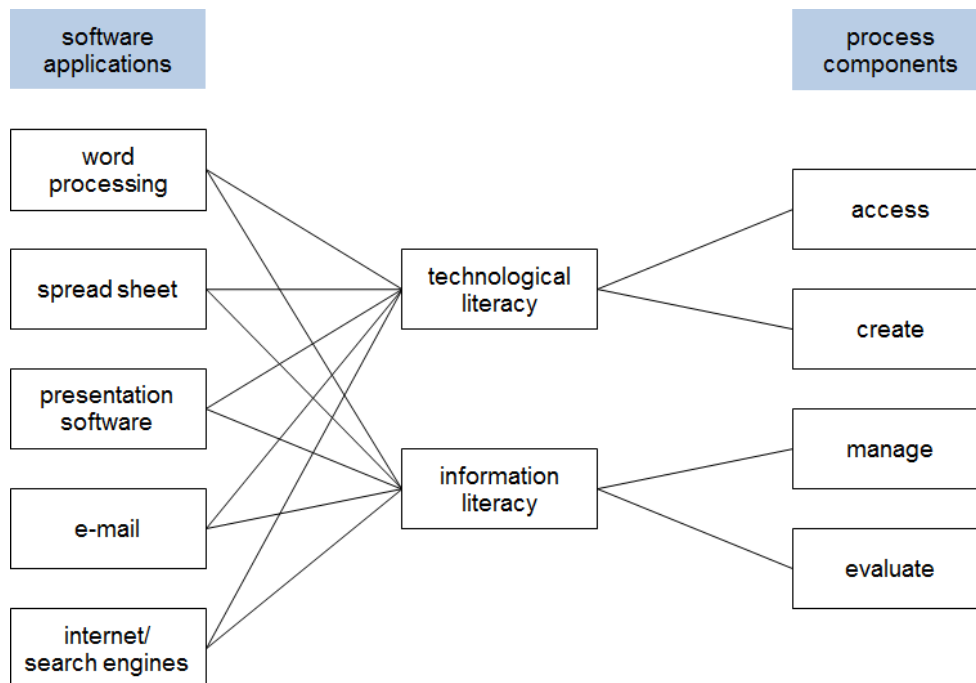 software
applications
process
components
word
processing
spread sheet
presentation
software
e-mail
internet/
search engines
technological
literacy
information
literacy
access
create
manage
evaluate